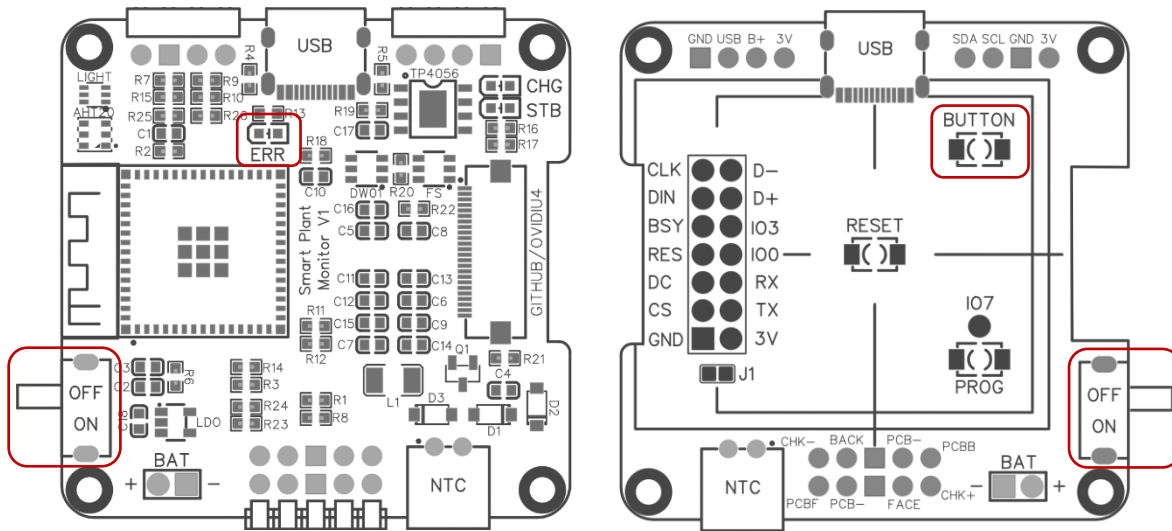 USB
R4
R5
TP4056
LIGHT
R7
R9
CHG
R15
R10
STB
AHT20
R25
R26
R13
R19
C1
C17
R16
R2
ERR
R18
R17
C10
DW01
R20
FS
C16
R22
C5
C8
Smart Plant
Monitor V1
GITHUB/OVIDIU4
C11
C13
C12
C6
R11
C15
C9
R12
C7
C14
Q1
R21
C3
R14
OFF
C2
R6
R3
L1
C4
ON
C18
LDO
R24
R1
D3
D1
D2
R23
R8
BAT
+ -
NTC
GND USB B+ 3V
USB
SDA SCL GND 3V
BUTTON
CLK D-
DIN D+
BSY IO3
RESET
RES IO0
DC RX
CS TX
IO7
GND 3V
J1
PROG
OFF
ON
CHK- BACK PCB- PCBB
BAT
- +
NTC
PCBF PCB- FACE CHK+